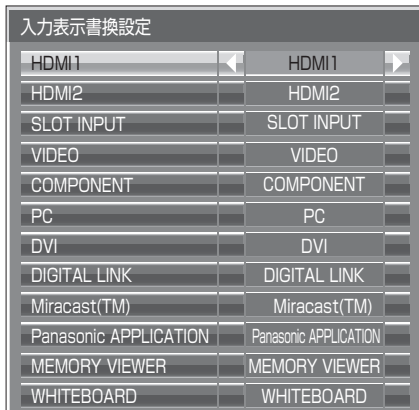 入力表示書換設定
HDMI1 HDMI1
HDMI2 HDMI2
SLOT INPUT SLOT INPUT
VIDEO VIDEO
COMPONENT COMPONENT
PC PC
DVI DVI
DIGITAL LINK DIGITAL LINK
Miracast(TM) Miracast(TM)
Panasonic APPLICATION Panasonic APPLICATION
MEMORY VIEWER MEMORY VIEWER
WHITEBOARD WHITEBOARD